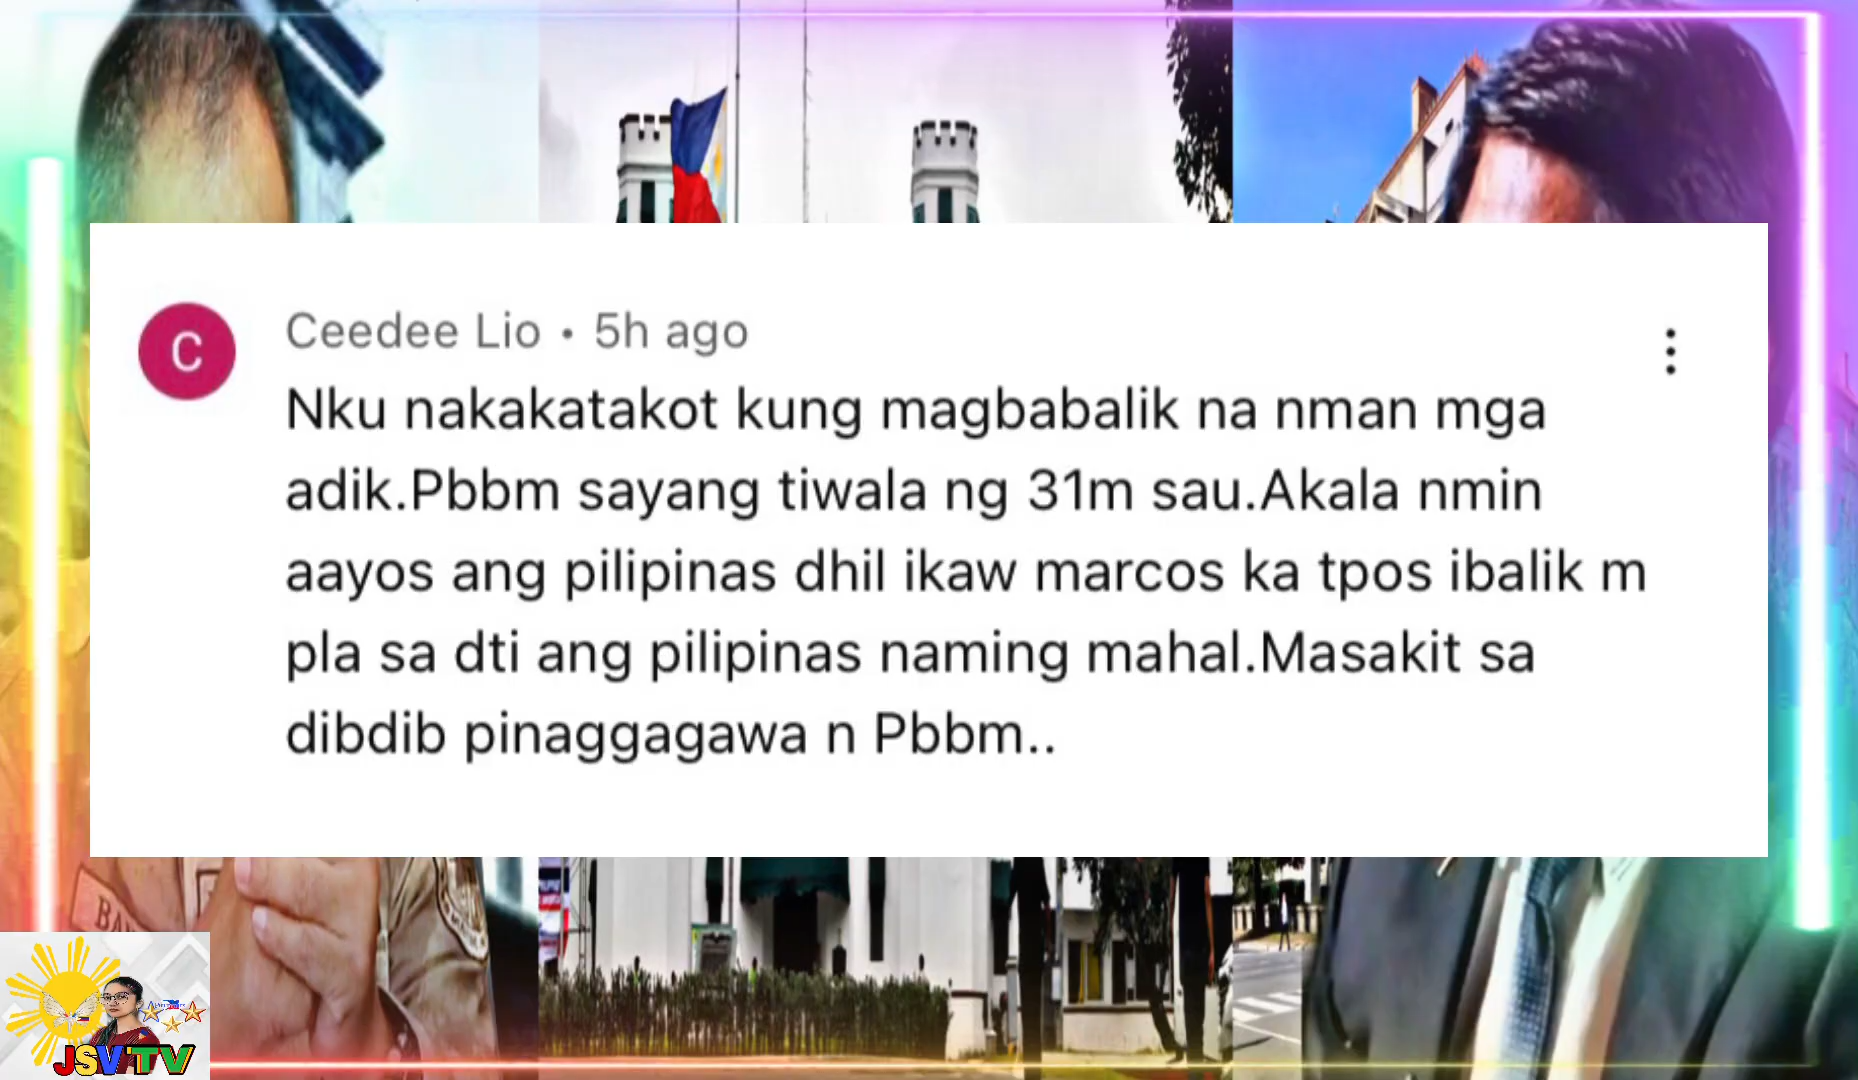 C
Ceedee Lio • 5h ago
Nku nakakatakot kung magbabalik na nman mga
adik.Pbbm sayang tiwala ng 31m sau.Akala nmin
aayos ang pilipinas dhil ikaw marcos ka tpos ibalik m
pla sa dti ang pilipinas naming mahal.Masakit sa
dibdib pinaggagawa n Pbbm..
JSV TV